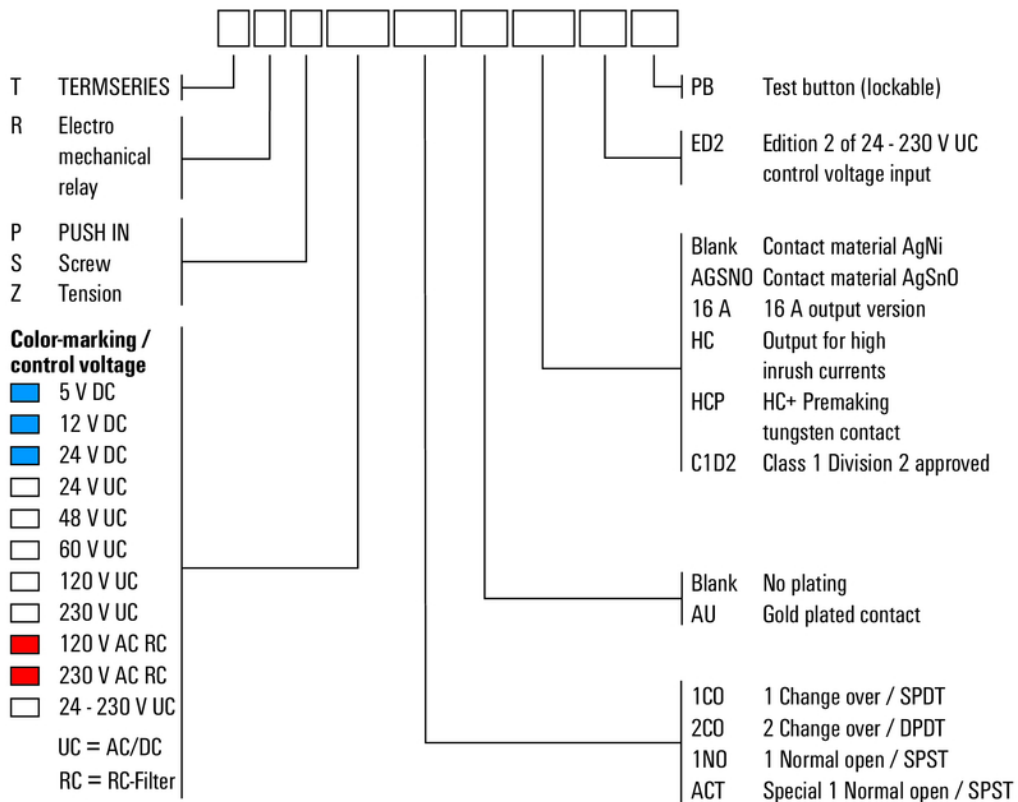 T TERMSERIES
R Electro
mechanical
relay
P PUSH IN
S Screw
Z Tension
Color-marking /
control voltage
5 V DC
12 V DC
24 V DC
24 V UC
48 V UC
60 V UC
120 V UC
230 V UC
120 V AC RC
230 V AC RC
24 - 230 V UC
UC = AC/DC
RC = RC-Filter
PB Test button (lockable)
ED2 Edition 2 of 24 - 230 V UC
control voltage input
Blank Contact material AgNi
AGSNO Contact material AgSnO
16 A 16 A output version
HC Output for high
inrush currents
HCP HC+ Premaking
tungsten contact
C1D2 Class 1 Division 2 approved
Blank No plating
AU Gold plated contact
1CO 1 Change over / SPDT
2CO 2 Change over / DPDT
1NO 1 Normal open / SPST
ACT Special 1 Normal open / SPST